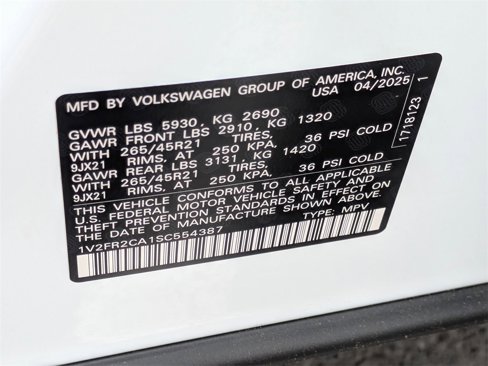 MFD BY VOLKSWAGEN GROUP OF AMERICA, INC.
USA 04/2025
GVWR LBS 5930, KG 2690
GAWR FRONT LBS 2910, KG 1320
WITH 265/45R21 TIRES, 36 PSI COLD
9JX21 RIMS, AT 250 KPA,
GAWR REAR LBS 3131 KG 1420
WITH 265/45R21 TIRES, 36 PSI COLD
9JX21 RIMS, AT 250 KPA
THIS VEHICLE CONFORMS TO ALL APPLICABLE
U.S. FEDERAL MOTOR VEHICLE SAFETY AND
THEFT PREVENTION STANDARDS IN EFFECT ON THE
DATE OF MANUFACTURE SHOWN ABOVE.
1V2FR2CA1SC554387 TYPE: MPV
1718123 1